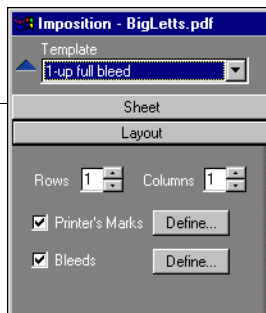 Imposition - BigLetts.pdf
Template
1-up full bleed
Sheet
Layout
Rows 1 Columns 1
Printer's Marks Define...
Bleeds Define...